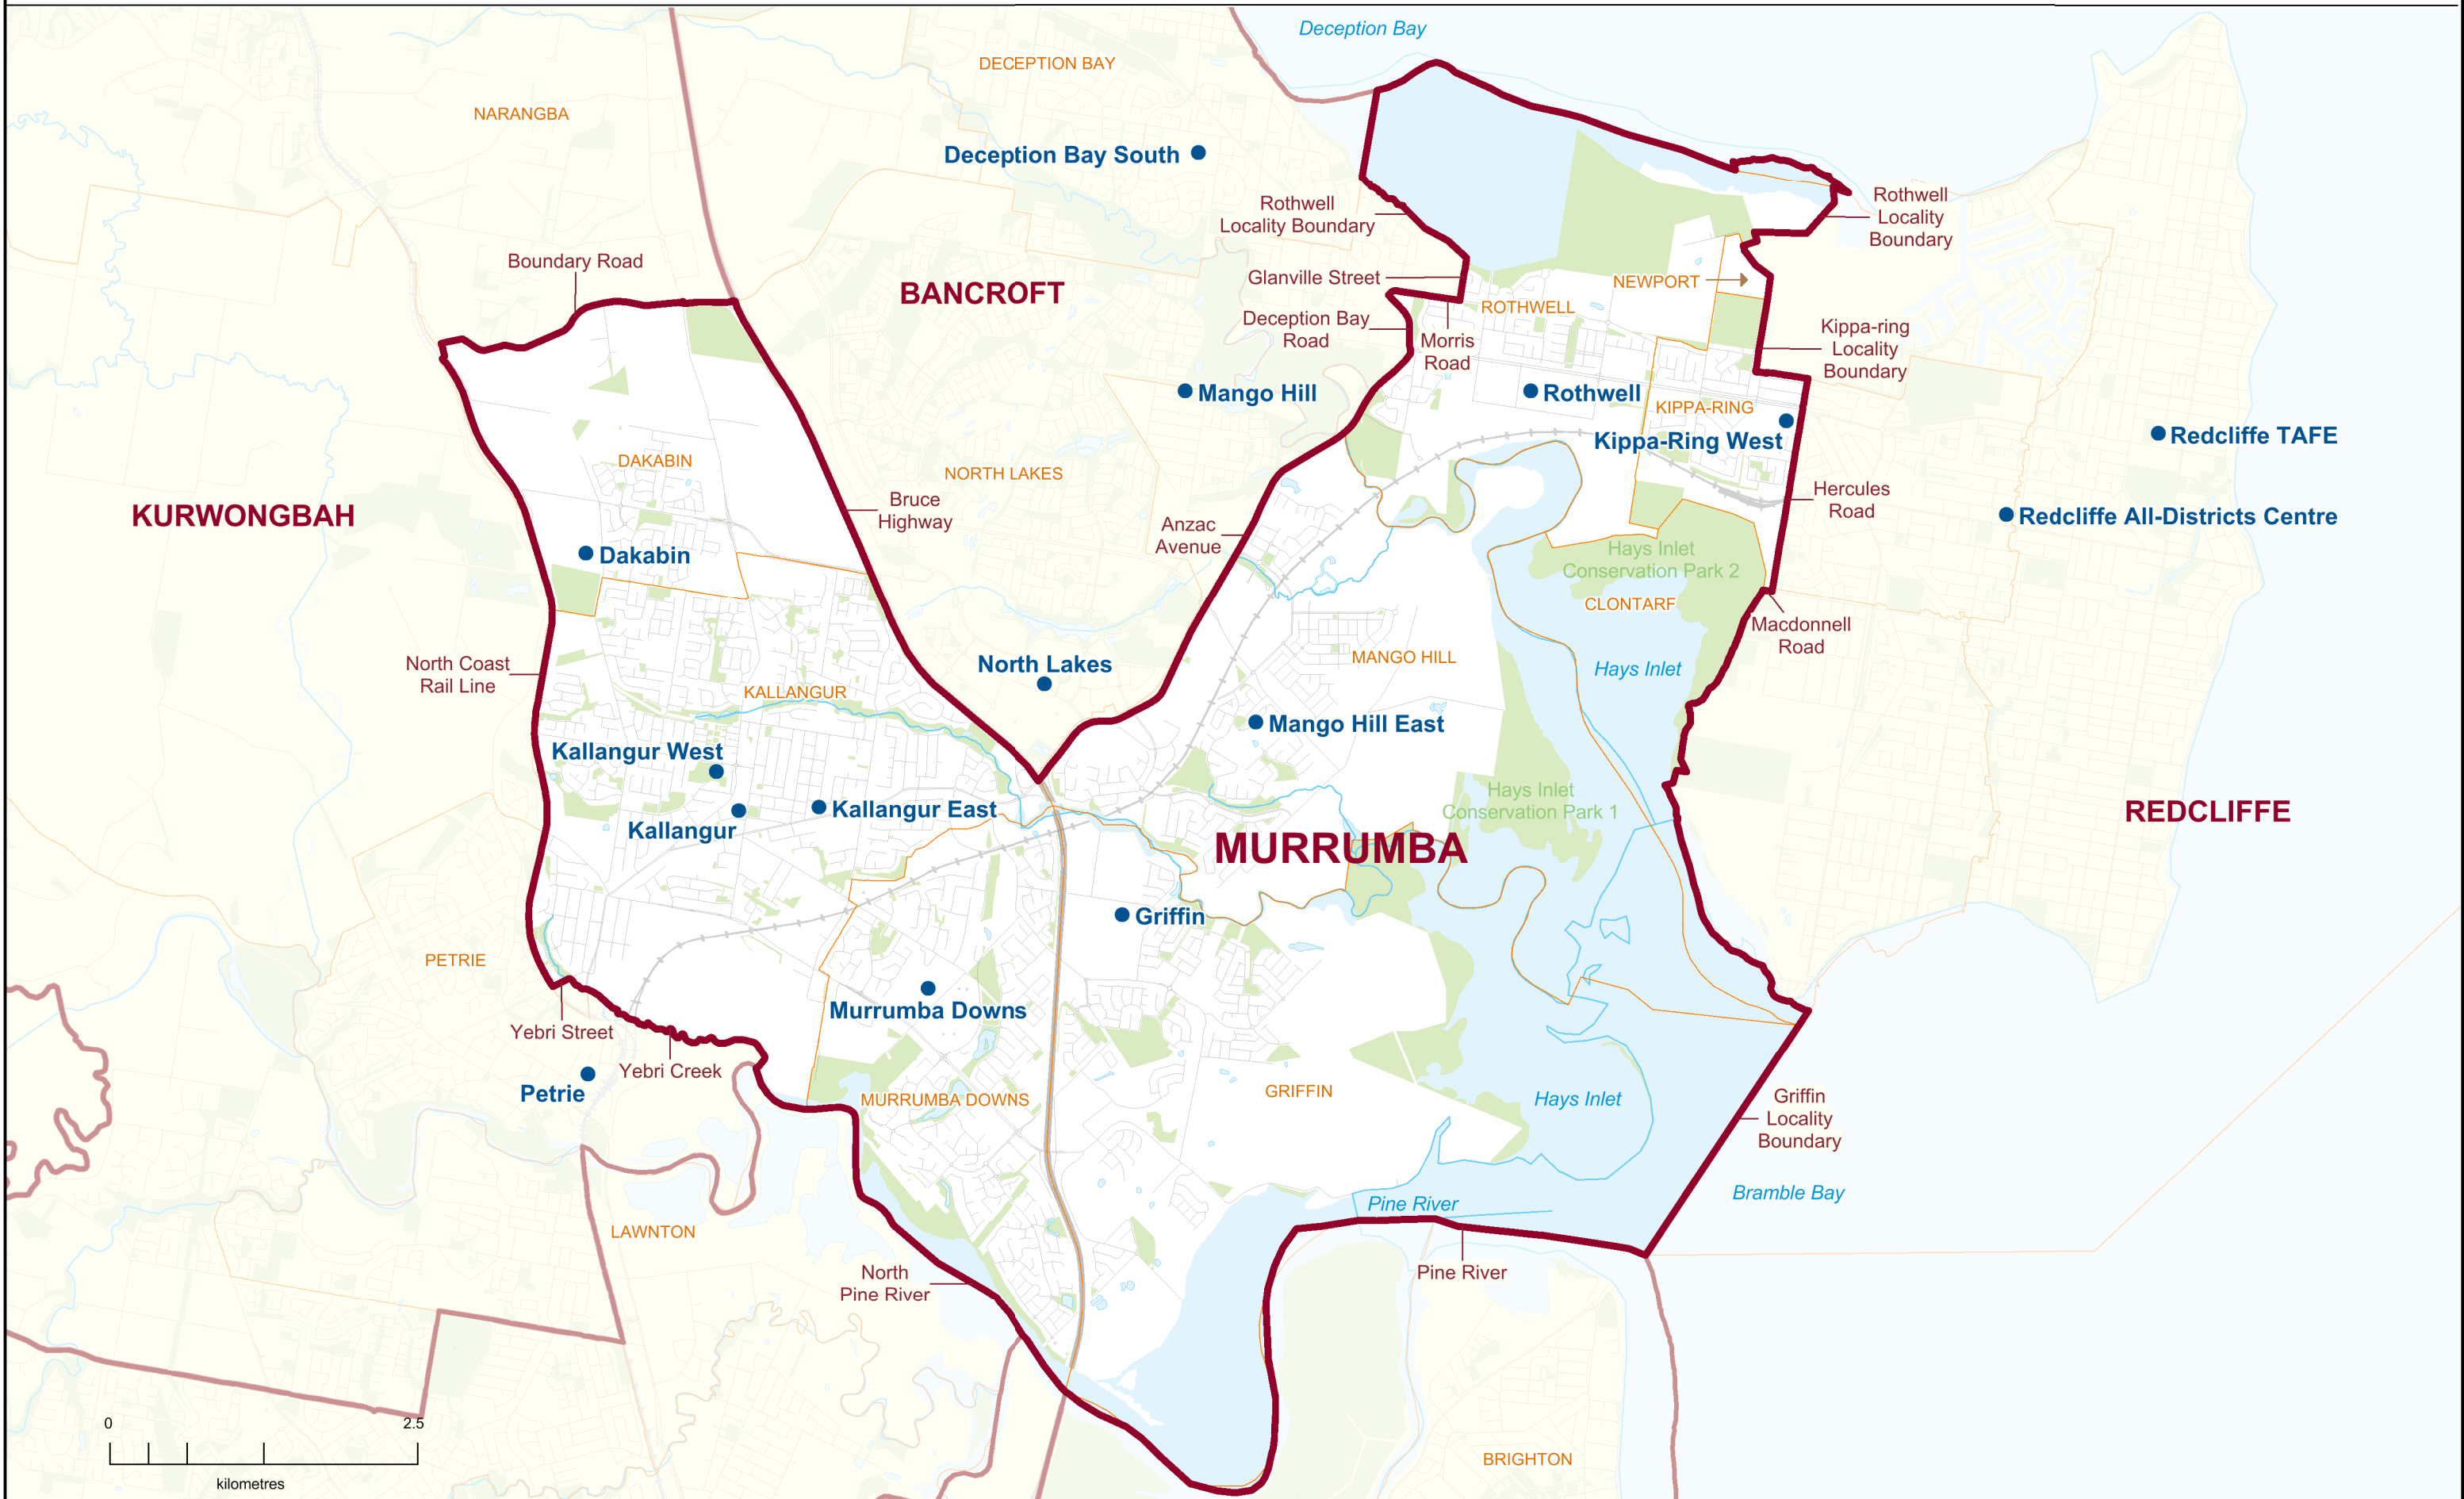 Deception Bay
DECEPTION BAY
NARANGBA
Deception Bay South
Rothwell
Locality Boundary
Rothwell
Locality
Boundary
Boundary Road
BANCROFT
Glanville Street
NEWPORT
ROTHWELL
Deception Bay
Road
Morris
Road
Kippa-ring
Locality
Boundary
Mango Hill
Rothwell
KIPPA-RING
Kippa-Ring West
Redcliffe TAFE
DAKABIN
NORTH LAKES
KURWONGBAH
Bruce
Highway
Anzac
Avenue
Hercules
Road
Redcliffe All-Districts Centre
Dakabin
Hays Inlet
Conservation Park 2
CLONTARF
Macdonnell
Road
North Coast
Rail Line
North Lakes
MANGO HILL
Hays Inlet
KALLANGUR
Mango Hill East
Kallangur West
Kallangur East
Kallangur
Hays Inlet
Conservation Park 1
REDCLIFFE
MURRUMBA
Griffin
PETRIE
Murrumba Downs
Yebri Street
Yebri Creek
Petrie
MURRUMBA DOWNS
GRIFFIN
Hays Inlet
Griffin
Locality
Boundary
Bramble Bay
Pine River
LAWNTON
North
Pine River
Pine River
0 2.5
kilometres
BRIGHTON